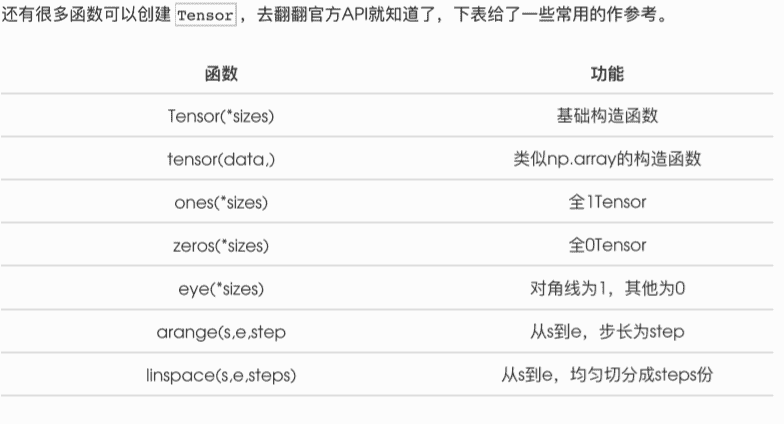 还有很多函数可以创建 Tensor ，去翻翻官方API就知道了，下表给了一些常用的作参考。
函数 功能
Tensor(*sizes) 基础构造函数
tensor(data,) 类似np.array的构造函数
ones(*sizes) 全1Tensor
zeros(*sizes) 全0Tensor
eye(*sizes) 对角线为1，其他为0
arange(s,e,step 从s到e，步长为step
linspace(s,e,steps) 从s到e，均匀切分成steps份